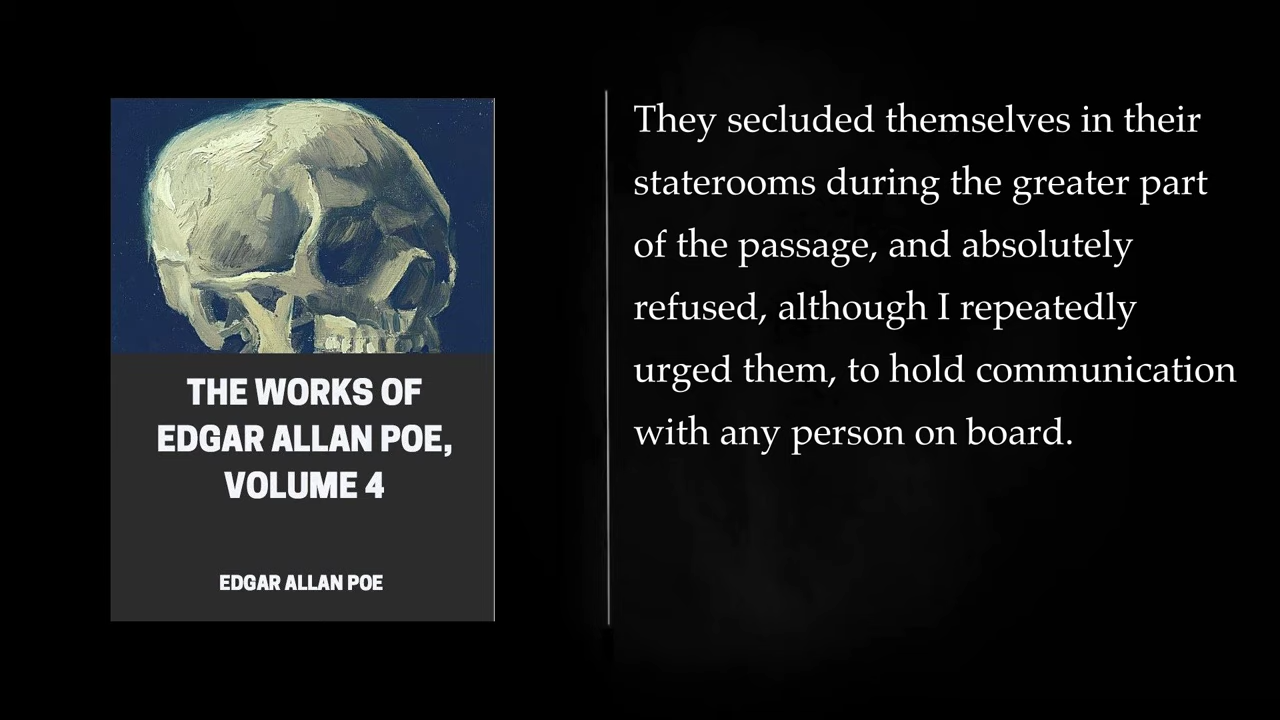 THE WORKS OF
EDGAR ALLAN POE,
VOLUME 4
EDGAR ALLAN POE
They secluded themselves in their
staterooms during the greater part
of the passage, and absolutely
refused, although I repeatedly
urged them, to hold communication
with any person on board.